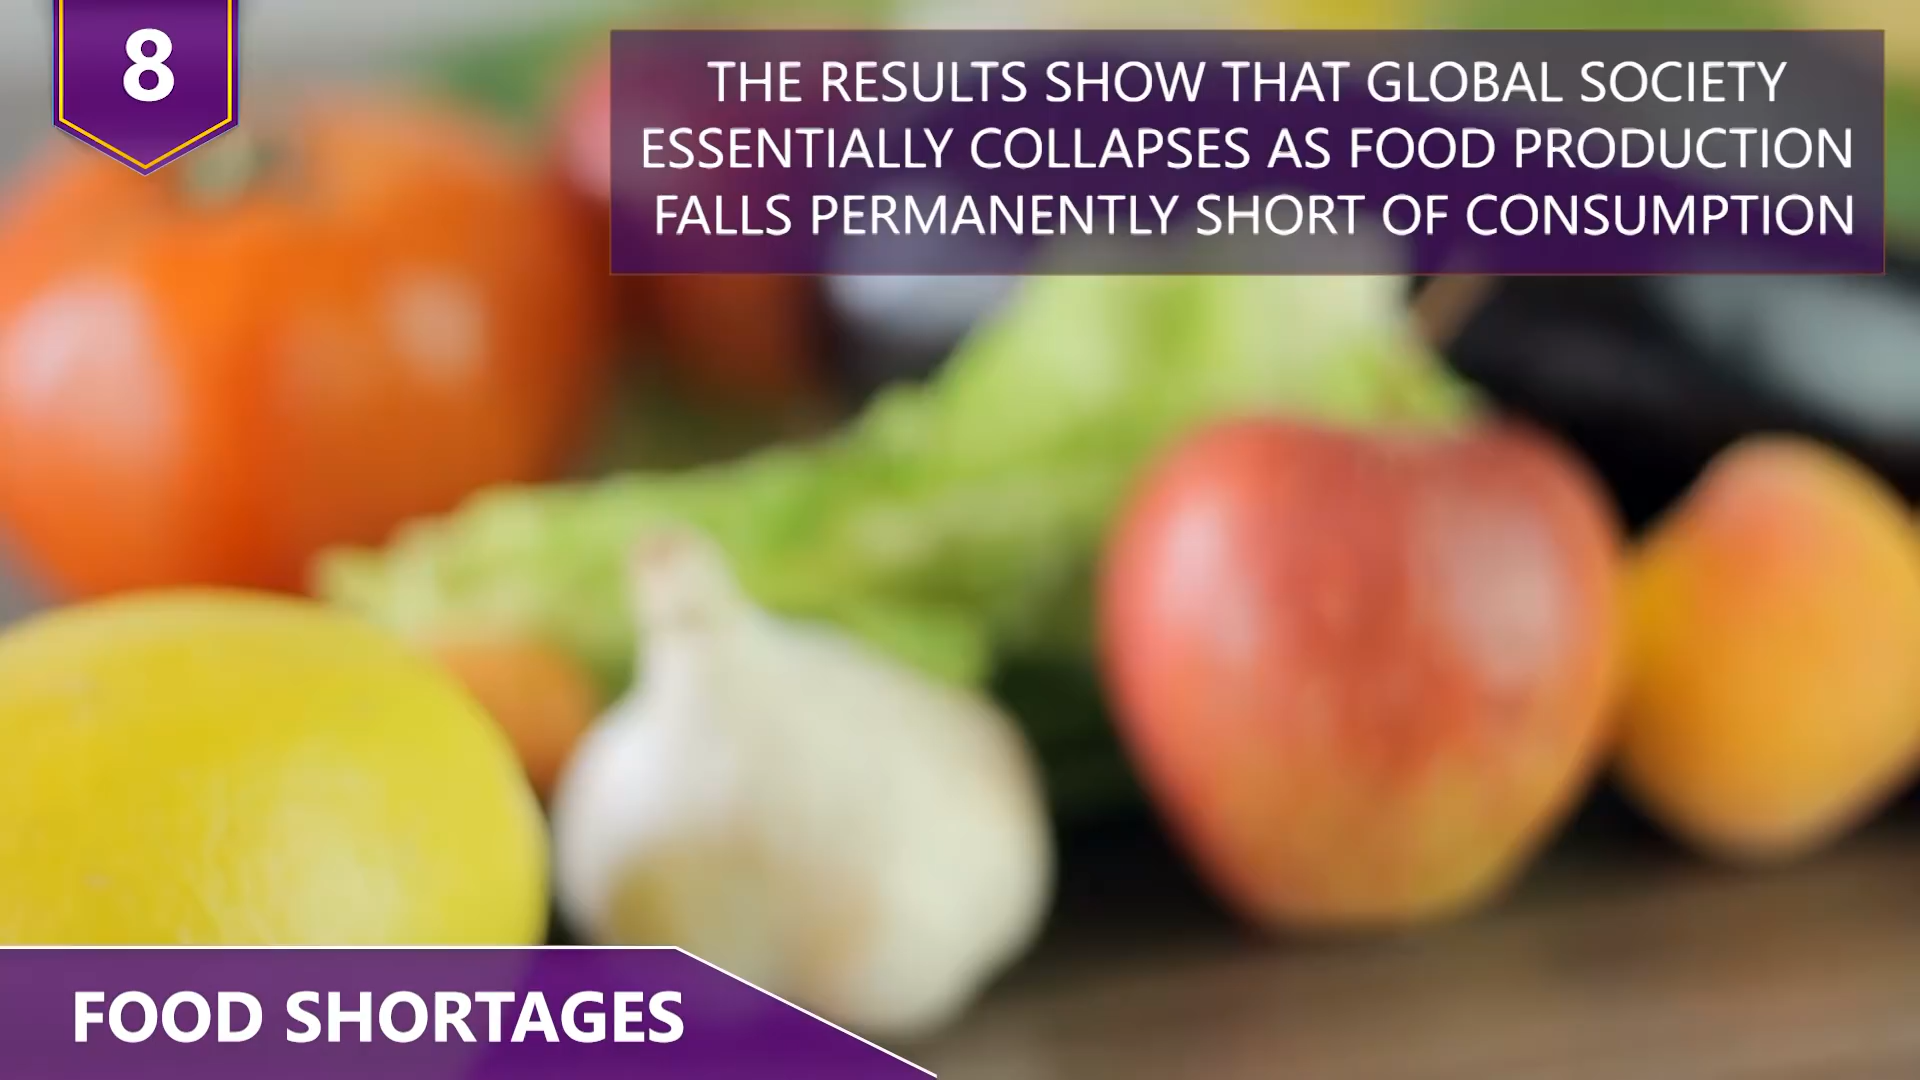 8
THE RESULTS SHOW THAT GLOBAL SOCIETY
ESSENTIALLY COLLAPSES AS FOOD PRODUCTION
FALLS PERMANENTLY SHORT OF CONSUMPTION
FOOD SHORTAGES